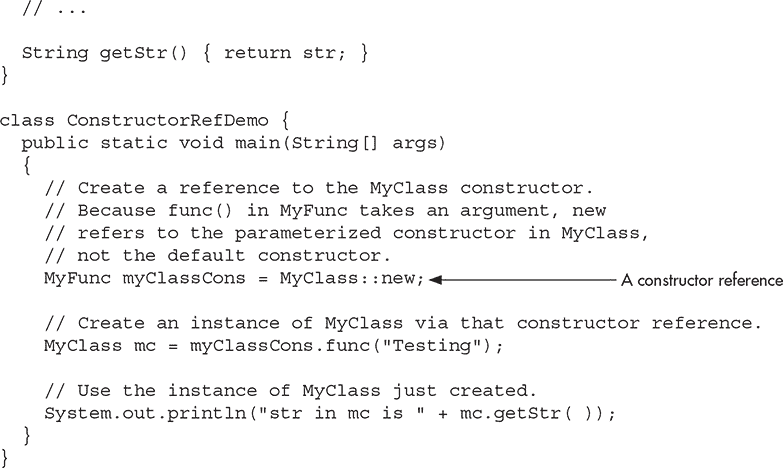 // ...

  String getStr() { return str; }
}

class ConstructorRefDemo {
  public static void main(String[] args)
  {
    // Create a reference to the MyClass constructor.
    // Because func() in MyFunc takes an argument, new
    // refers to the parameterized constructor in MyClass,
    // not the default constructor.
    MyFunc myClassCons = MyClass::new; A constructor reference

    // Create an instance of MyClass via that constructor reference.
    MyClass mc = myClassCons.func("Testing");

    // Use the instance of MyClass just created.
    System.out.println("str in mc is " + mc.getStr( ));
  }
}